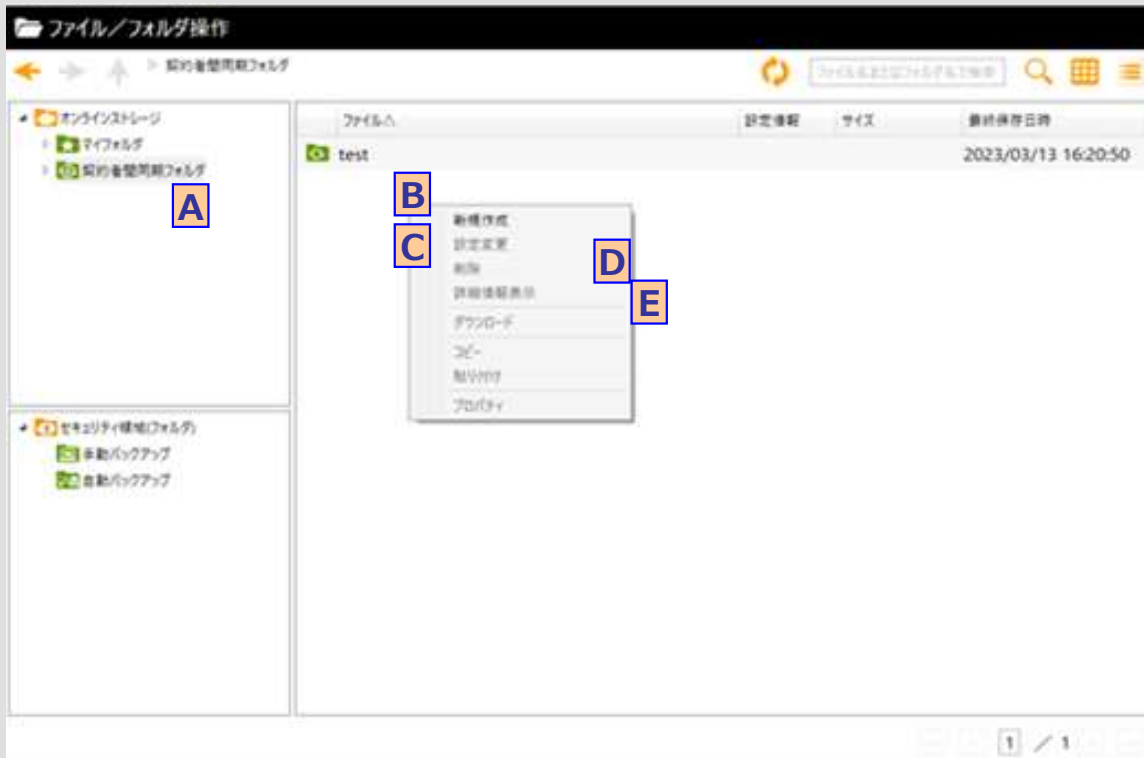 ファイル／フォルダ操作
契約者間同期フォルダ
ファイル名またはフォルダ名で検索
オンラインストレージ
マイフォルダ
契約者間同期フォルダ
A
ファイル△ 設定情報 サイズ 最終保存日時
test 2023/03/13 16:20:50
B
新規作成
C
設定変更
D
削除
詳細情報表示
E
ダウンロード
コピー
貼り付け
プロパティ
セキュリティ領域(フォルダ)
手動バックアップ
自動バックアップ
1 ／ 1